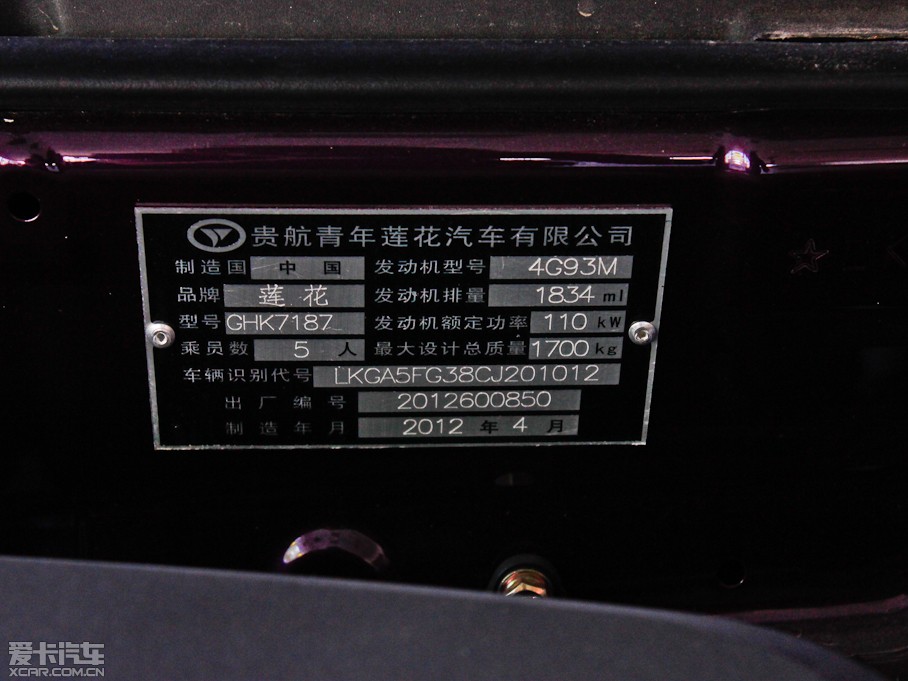 贵航青年莲花汽车有限公司
制造国 中国 发动机型号 4G93M
品牌 莲花 发动机排量 1834 ml
型号 GHK7187 发动机额定功率 110 kW
乘员数 5 人 最大设计总质量 1700 kg
车辆识别代号 LKGA5FG38CJ201012
出厂编号 2012600850
制造年月 2012 年 4 月
爱卡汽车
XCAR.COM.CN